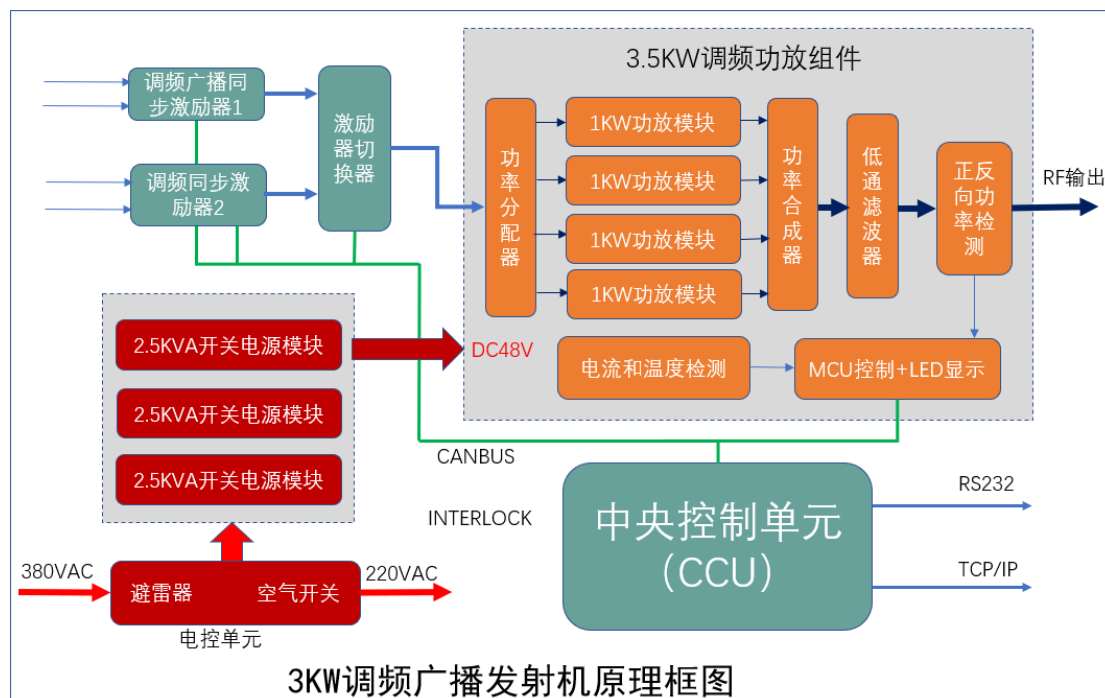 3.5KW调频功放组件
调频广播同
步激励器1
激励
器切
换器
调频同步激
励器2
功
率
分
配
器
1KW功放模块
1KW功放模块
1KW功放模块
1KW功放模块
功
率
合
成
器
低
通
滤
波
器
正反
向功
率检
测
RF输出
2.5KVA开关电源模块
2.5KVA开关电源模块
2.5KVA开关电源模块
DC48V
电流和温度检测
MCU控制+LED显示
CANBUS
INTERLOCK
中央控制单元
（CCU）
RS232
TCP/IP
380VAC
避雷器 空气开关
220VAC
电控单元
3KW调频广播发射机原理框图